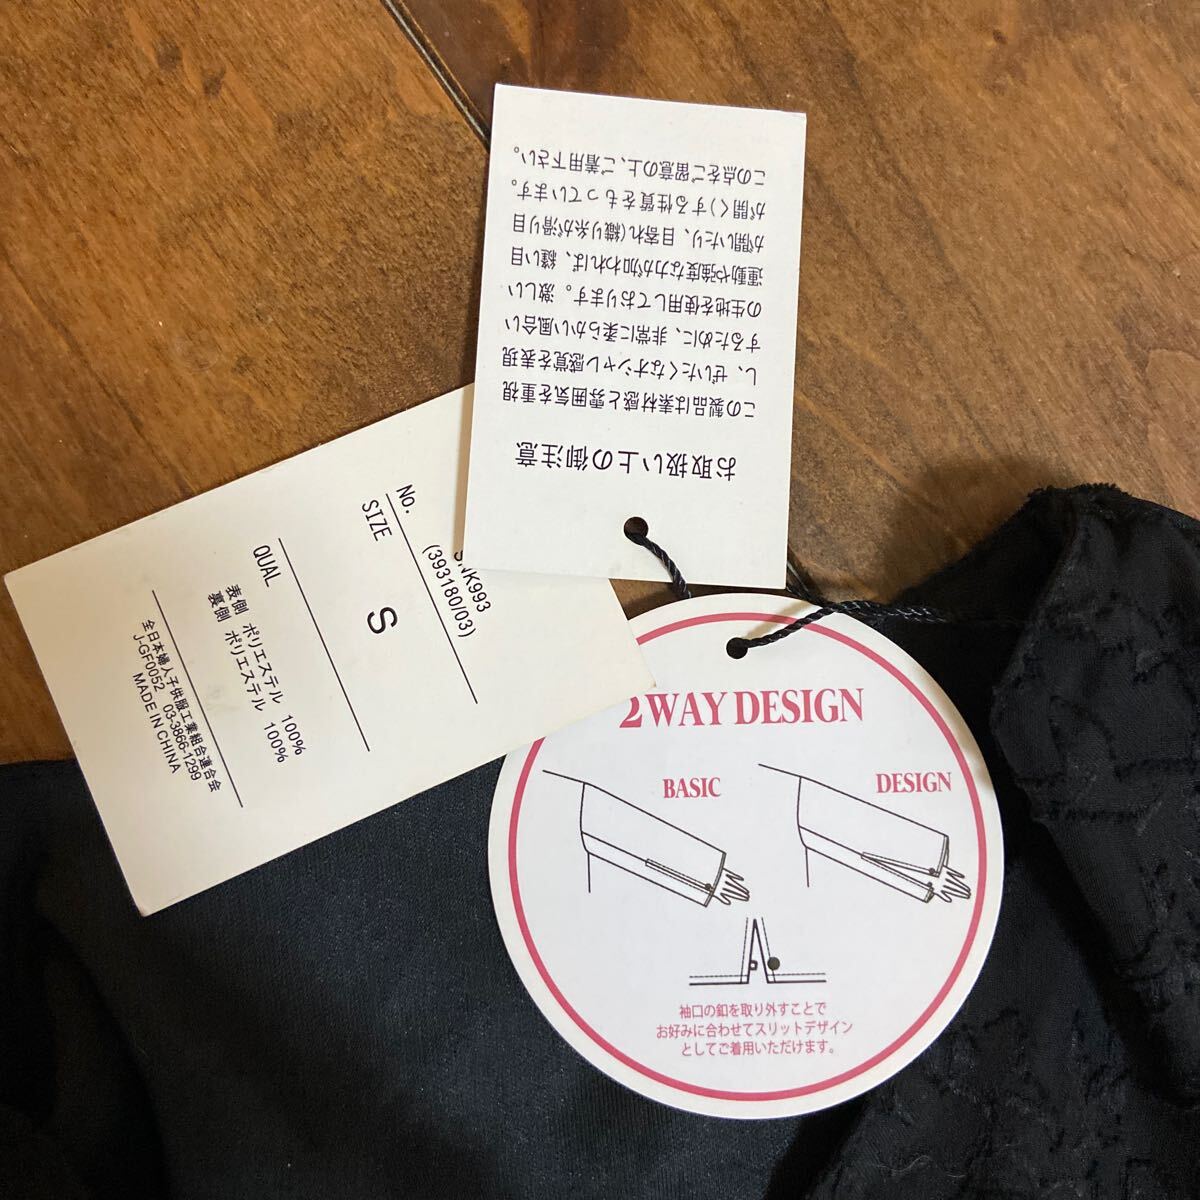 お取扱い上の御注意
この製品は素材感と雰囲気を重視
し、ぜいたくなオシャレ感覚を表現
するために、非常に柔らかい風合い
の生地を使用しております。激しい
運動や強度な力が加われば、縫い目
が開いたり、目寄れ(織り糸が滑り目
が開く)する性質をもっています。
この点をご留意の上、ご着用下さい。
No.
SNK993
(393180/03)
SIZE
S
QUAL
表側 ポリエステル 100%
裏側 ポリエステル 100%
全日本婦人子供服工業組合連合会
J-GF0052 03-3866-1299
MADE IN CHINA
2WAY DESIGN
BASIC
DESIGN
袖口の釦を取り外すことで
お好みに合わせてスリットデザイン
としてご着用いただけます。